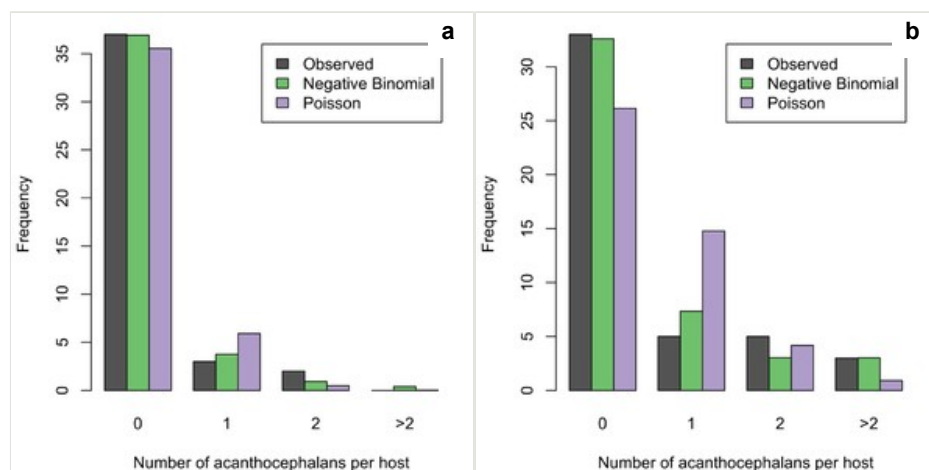 a
Observed
Negative Binomial
Poisson
Frequency
35
30
25
20
15
10
5
0
0 1 2 >2
Number of acanthocephalans per host
b
Observed
Negative Binomial
Poisson
Frequency
30
25
20
15
10
5
0
0 1 2 >2
Number of acanthocephalans per host